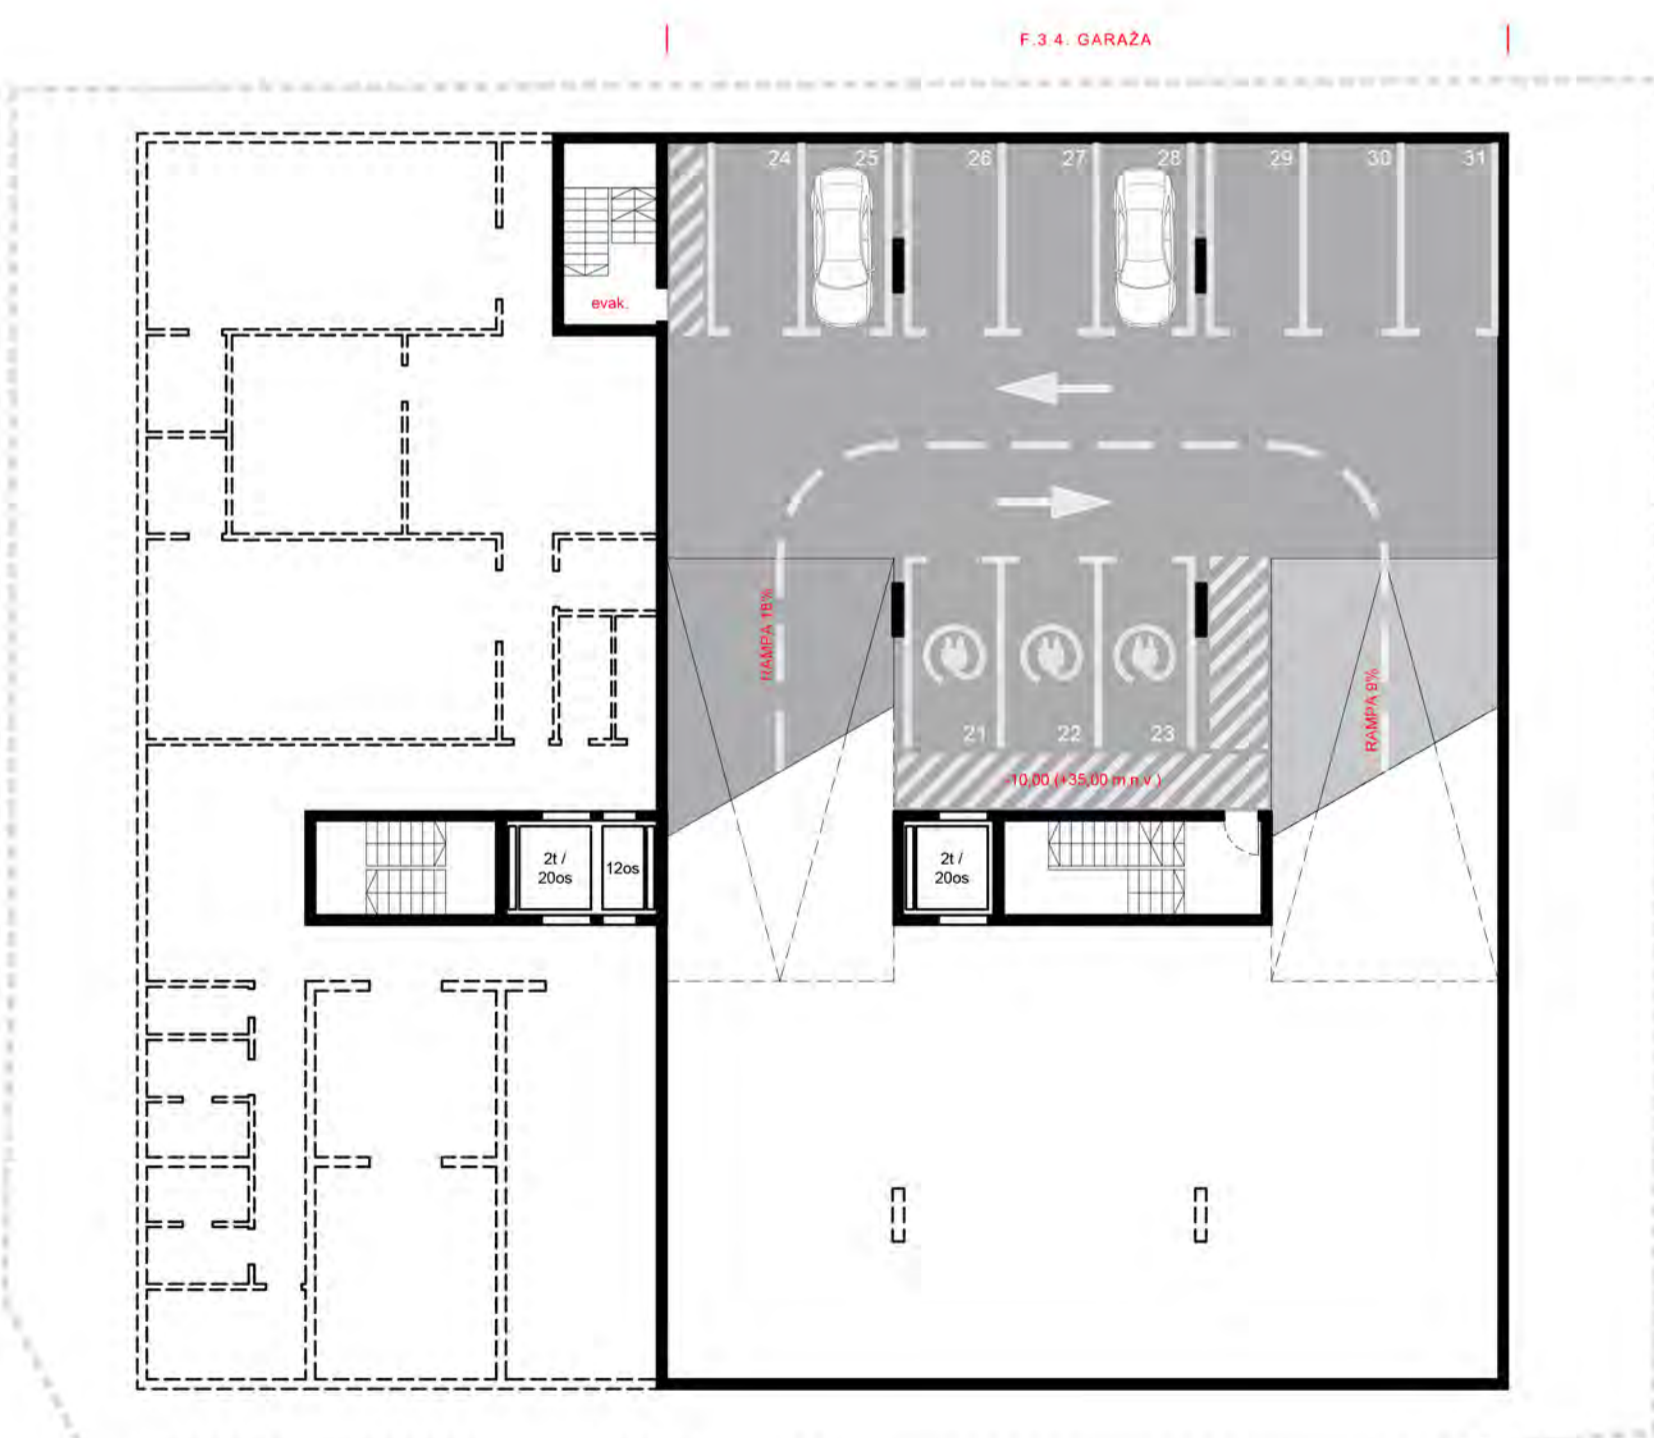 F.3 4. GARAŽA
24 25 26 27 28 29 30 31
evak.
RAMPA 18%
RAMPA 9%
21 22 23
-10,00 (+35,00 m.n.v.)
2t /
20os
12os
2t /
20os